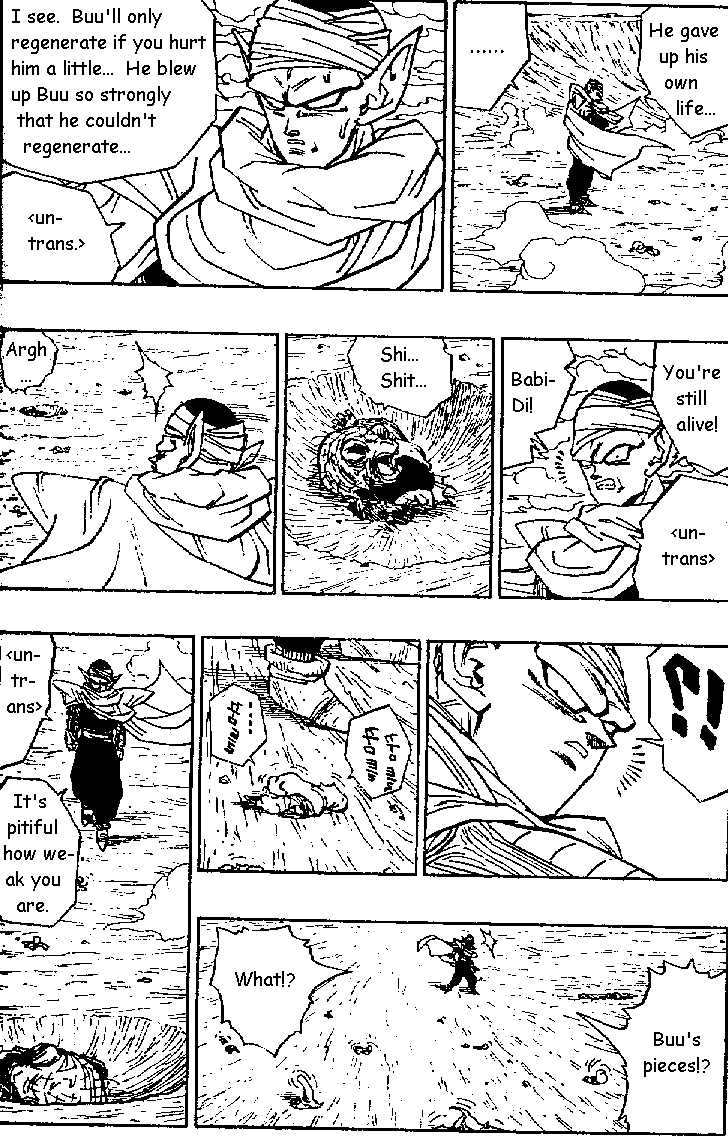 I see. Buu'll only
regenerate if you hurt
him a little... He blew
up Buu so strongly
that he couldn't
regenerate...
<un-
trans.>
......
He gave
up his
own
life...
Argh
...
Shi...
Shit...
Babi-
Dil
You're
still
alive!
<un-
trans>
<un-
tr-
ans>
It's
pitiful
how we-
ak you
are.
!?
What!?
Buu's
pieces!?